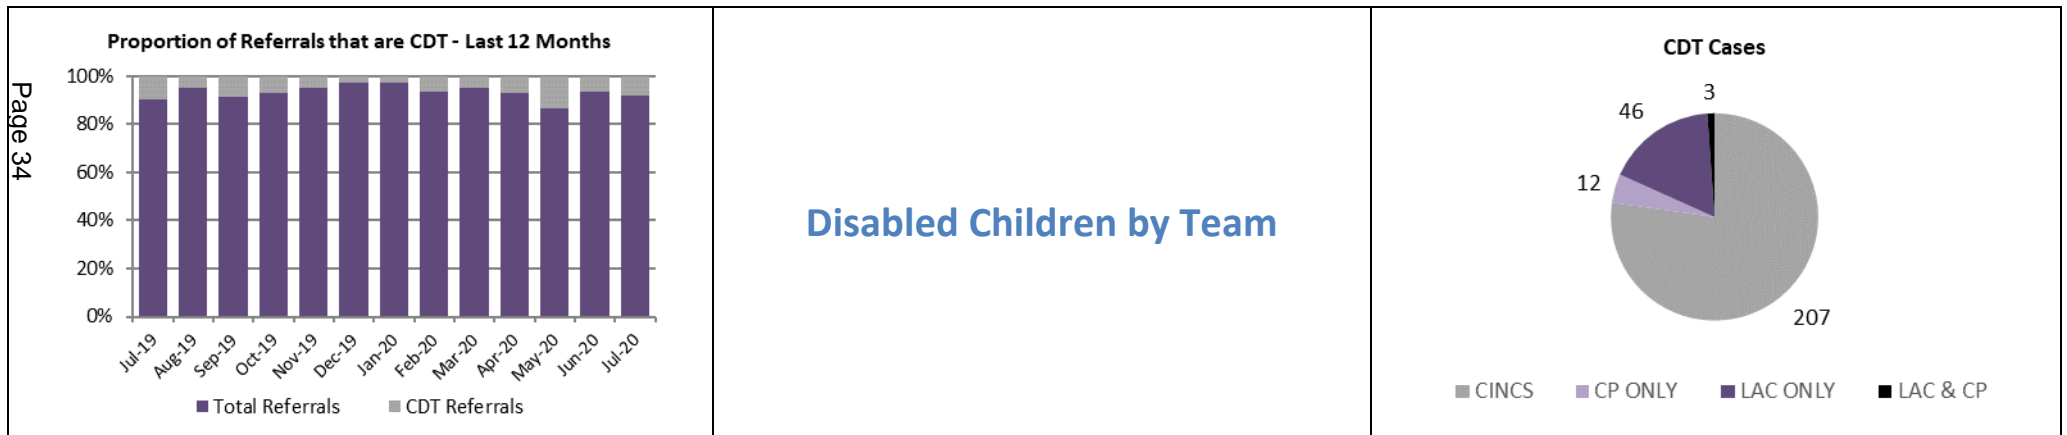 Page 34
Proportion of Referrals that are CDT - Last 12 Months
100%
80%
60%
40%
20%
0%
Jul-19
Aug-19
Sep-19
Oct-19
Nov-19
Dec-19
Jan-20
Feb-20
Mar-20
Apr-20
May-20
Jun-20
Jul-20
Total Referrals
CDT Referrals
Disabled Children by Team
CDT Cases
3
46
12
207
CINCS
CP ONLY
LAC ONLY
LAC & CP